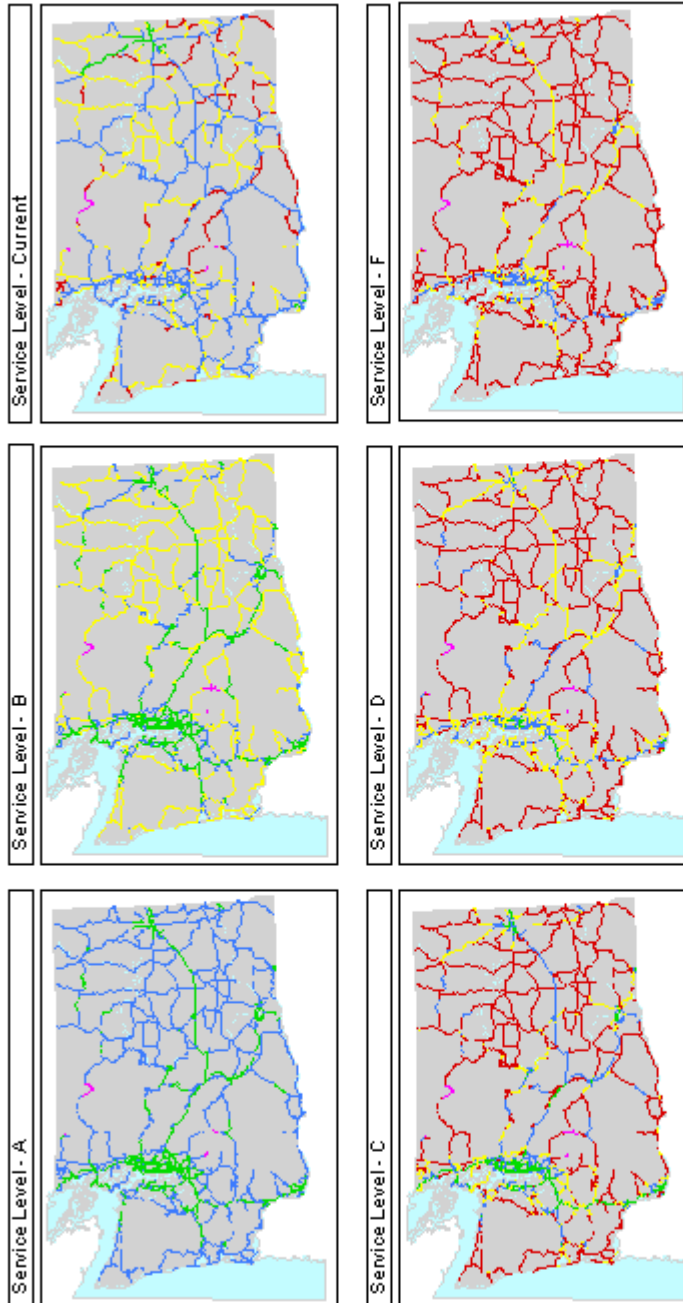 Service Level - A
Service Level - B
Service Level - Current
Service Level - C
Service Level - D
Service Level - F